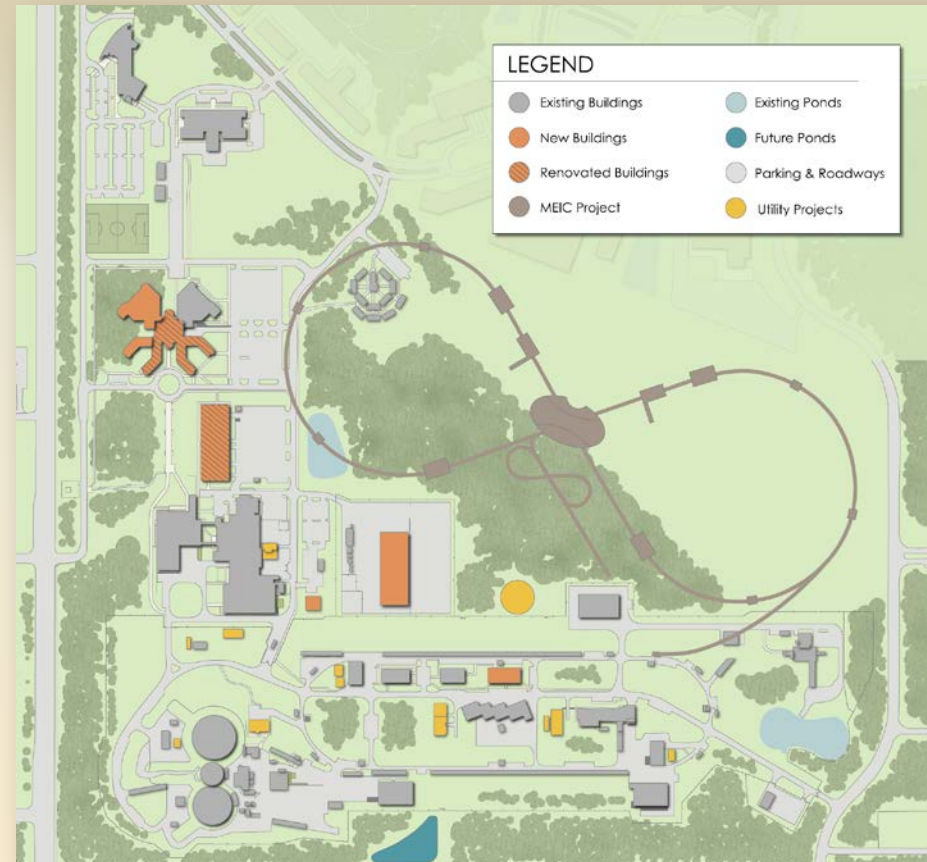 LEGEND
Existing Buildings
New Buildings
Renovated Buildings
MEIC Project
Existing Ponds
Future Ponds
Parking & Roadways
Utility Projects